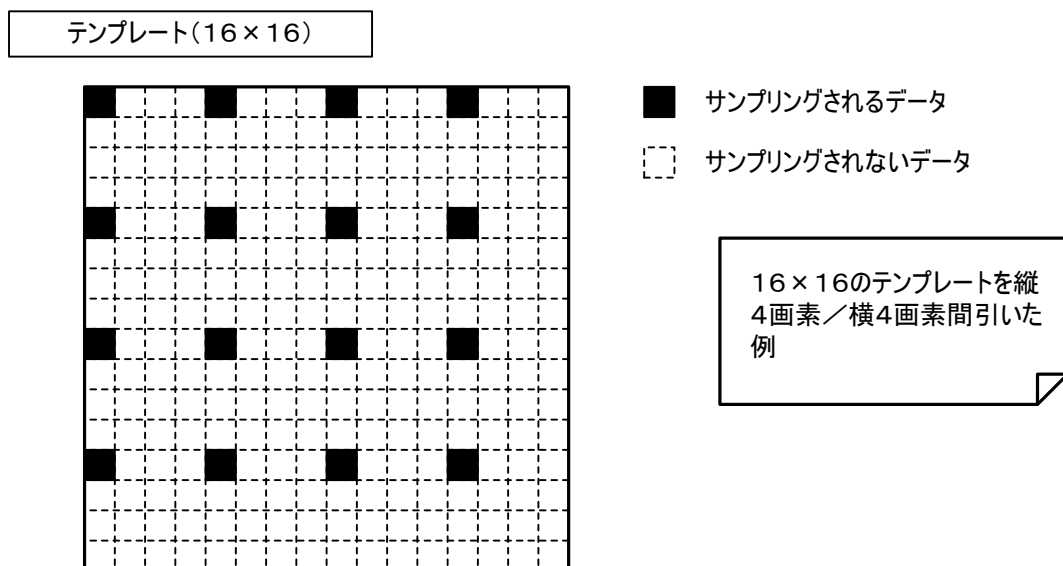 テンプレート（１６×１６）
サンプリングされるデータ
サンプリングされないデータ
１６×１６のテンプレートを縦
４画素／横４画素間引いた
例